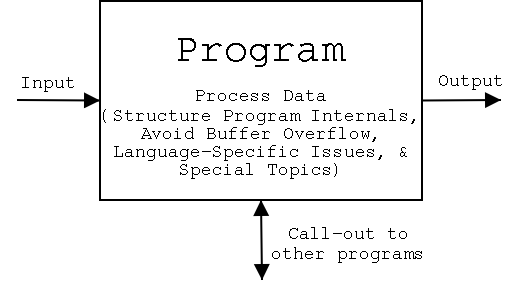 Program
Input
Output
Process Data
(Structure Program Internals,
Avoid Buffer Overflow,
Language-Specific Issues, &
Special Topics)
Call-out to
other programs